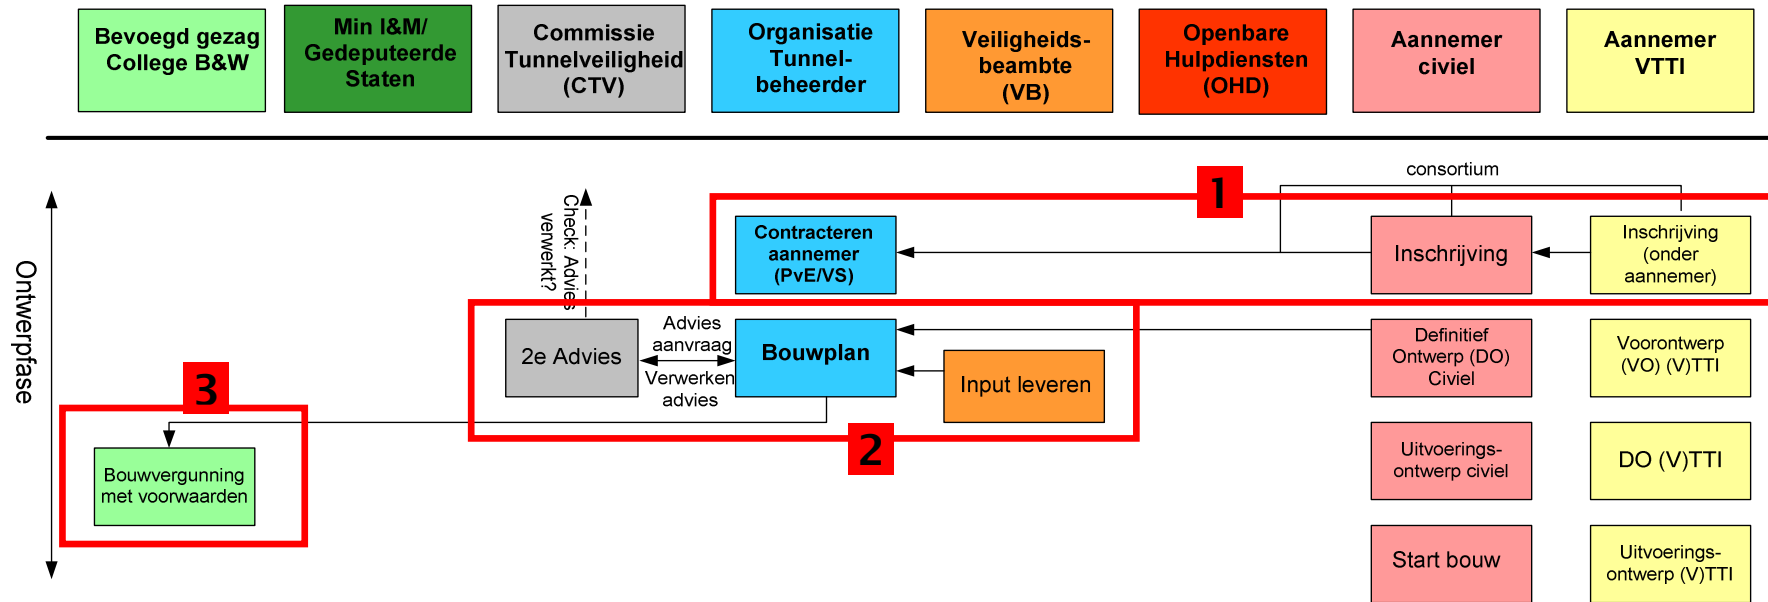 Bevoegd gezag
College B&W
Min I&M/
Gedeputeerde
Staten
Commissie
Tunnelveiligheid
(CTV)
Organisatie
Tunnel-
beheerder
Veiligheids-
beambte
(VB)
Openbare
Hulpdiensten
(OHD)
Aannemer
civiel
Aannemer
VTTI
Ontwerpfase
consortium
1
Check: Advies
verwerkt?
Contracteren
aannemer
(PvE/VS)
Inschrijving
Inschrijving
(onder
aannemer)
2e Advies
Advies
aanvraag
Verwerken
advies
Bouwplan
Input leveren
Definitief
Ontwerp (DO)
Civiel
Voorontwerp
(VO) (V)TTI
3
2
Bouwvergunning
met voorwaarden
Uitvoerings-
ontwerp civiel
DO (V)TTI
Start bouw
Uitvoerings-
ontwerp (V)TTI